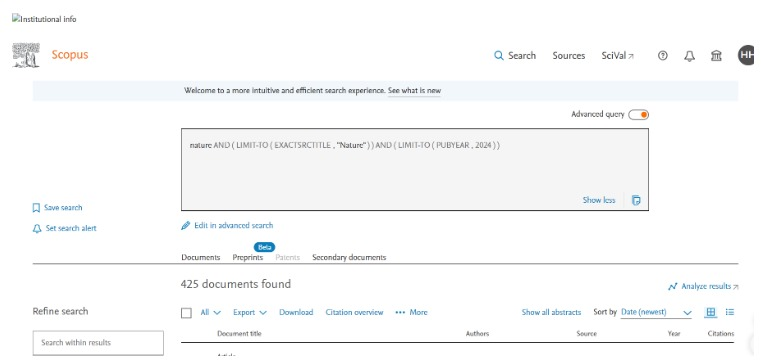 Institutional info
Scopus
Search Sources SciVal
HH
Welcome to a more intuitive and efficient search experience. See what is new
Advanced query
nature AND ( LIMIT-TO ( EXACTSRCTITLE , "Nature" ) ) AND ( LIMIT-TO ( PUBYEAR , 2024 ) )
Show less
Save search
Set search alert
Edit in advanced search
Beta
Documents Preprints Patents Secondary documents
425 documents found
Analyze results
Refine search
All Export Download Citation overview ••• More Show all abstracts Sort by Date (newest)
Search within results
Document title Authors Source Year Citations
Article